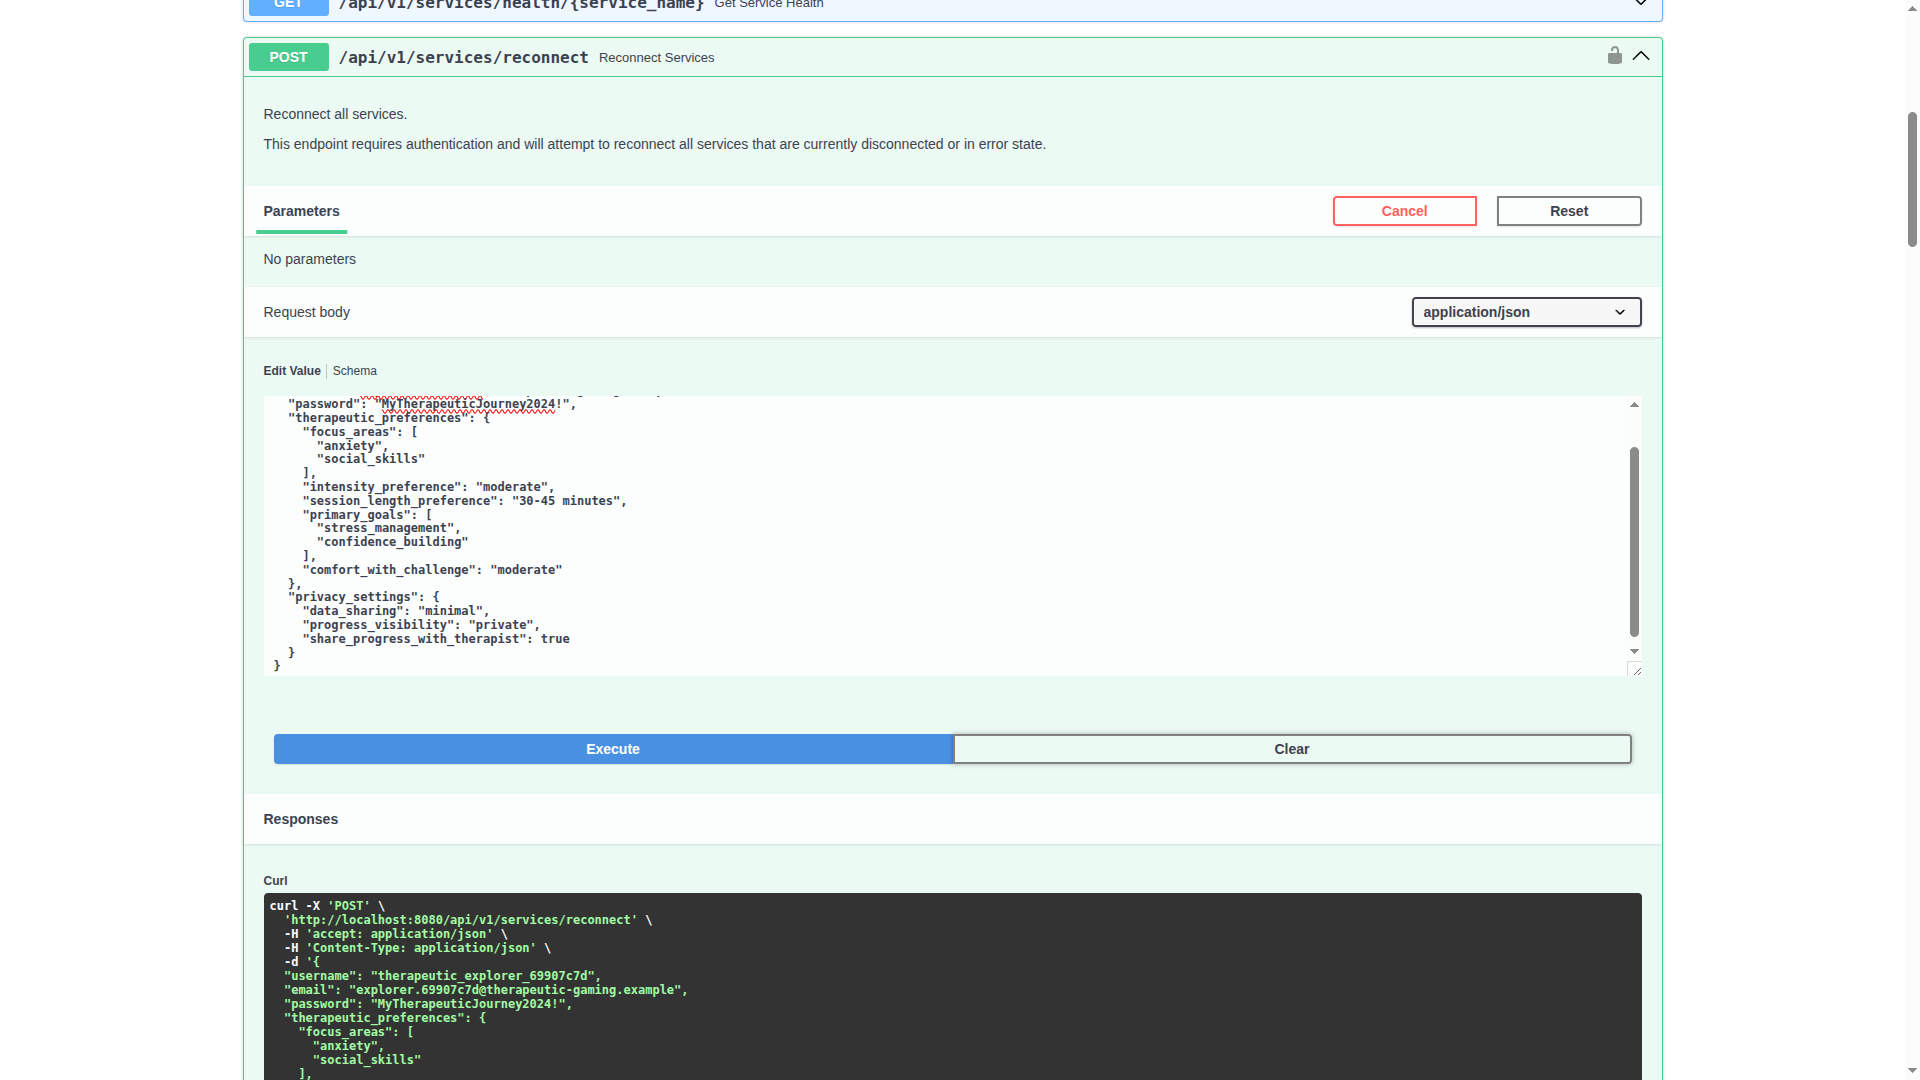 GET /api/v1/services/health/{service_name} Get Service Health
POST /api/v1/services/reconnect Reconnect Services
Reconnect all services.
This endpoint requires authentication and will attempt to reconnect all services that are currently disconnected or in error state.
Parameters
Cancel
Reset
No parameters
Request body
application/json
Edit Value
Schema
"password": "MyTherapeuticJourney2024!",
"therapeutic_preferences": {
"focus_areas": [
"anxiety",
"social_skills"
],
"intensity_preference": "moderate",
"session_length_preference": "30-45 minutes",
"primary_goals": [
"stress_management",
"confidence_building"
],
"comfort_with_challenge": "moderate"
},
"privacy_settings": {
"data_sharing": "minimal",
"progress_visibility": "private",
"share_progress_with_therapist": true
}
}
Execute
Clear
Responses
Curl
curl -X 'POST' \
'http://localhost:8080/api/v1/services/reconnect' \
-H 'accept: application/json' \
-H 'Content-Type: application/json' \
-d '{
"username": "therapeutic_explorer_69907c7d",
"email": "explorer.69907c7d@therapeutic-gaming.example",
"password": "MyTherapeuticJourney2024!",
"therapeutic_preferences": {
"focus_areas": [
"anxiety",
"social_skills"
],